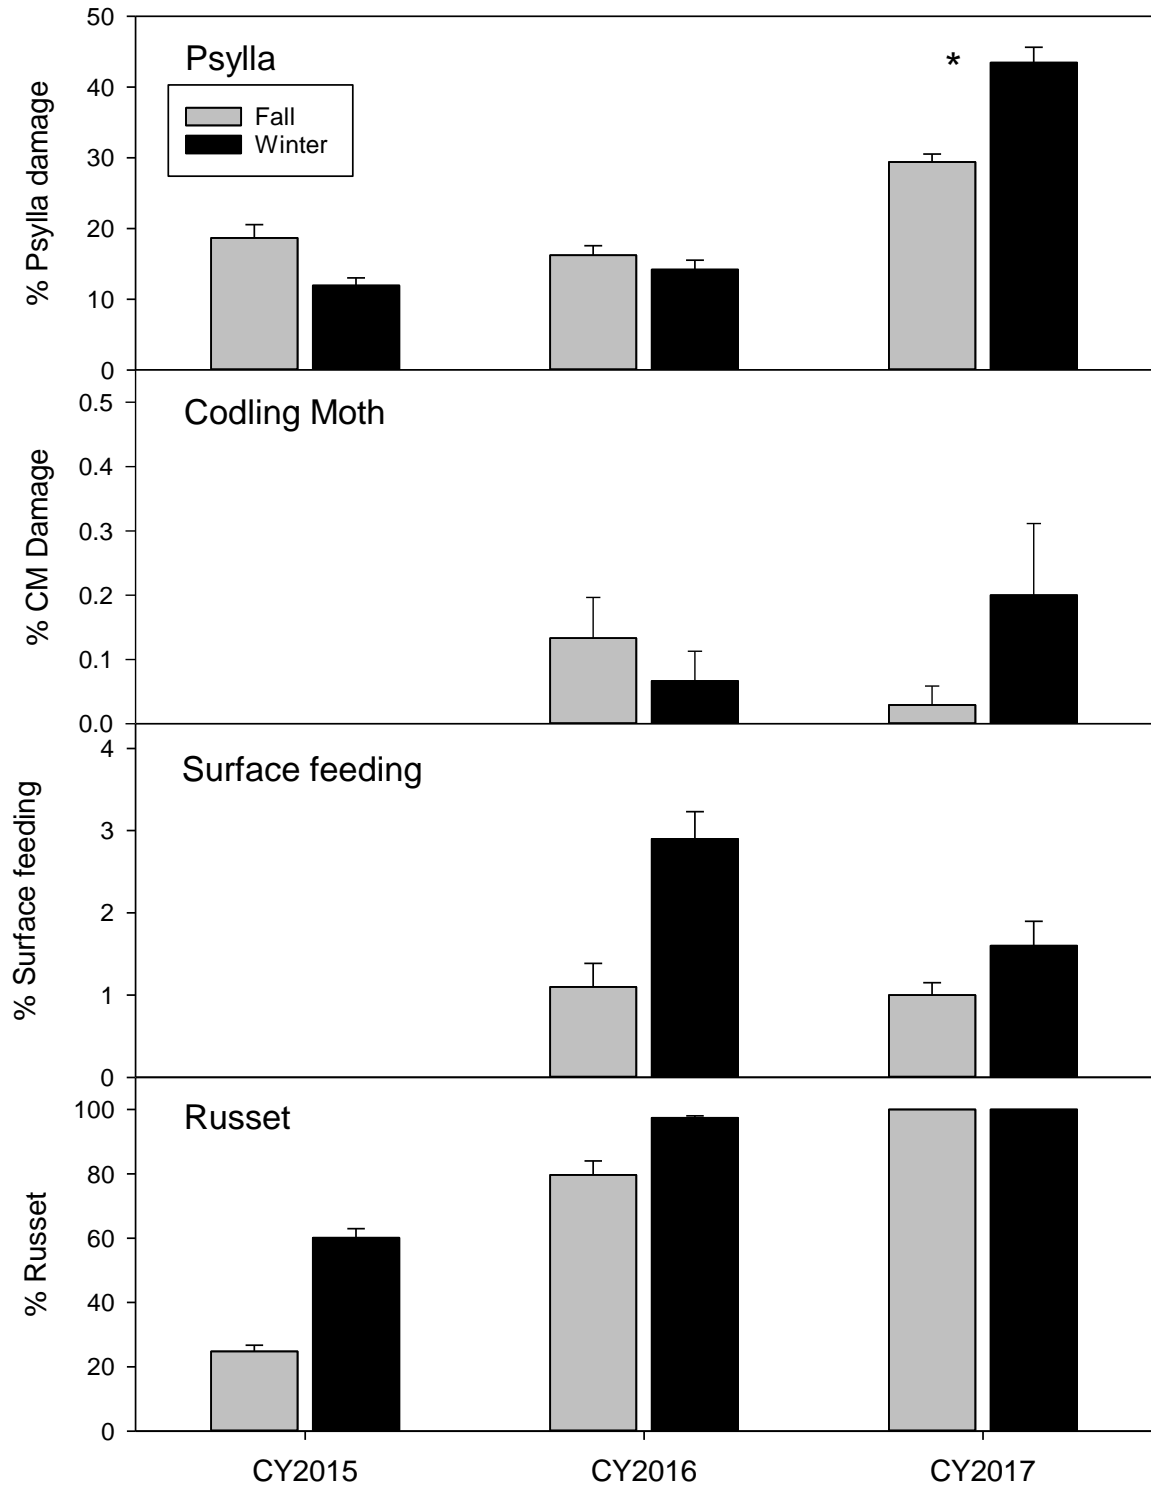 50
40
30
20
10
0
% Psylla damage
Psylla
Fall
Winter
*
0.5
0.4
0.3
0.2
0.1
0.0
% CM Damage
Codling Moth
4
3
2
1
0
% Surface feeding
Surface feeding
100
80
60
40
20
0
% Russet
Russet
CY2015
CY2016
CY2017